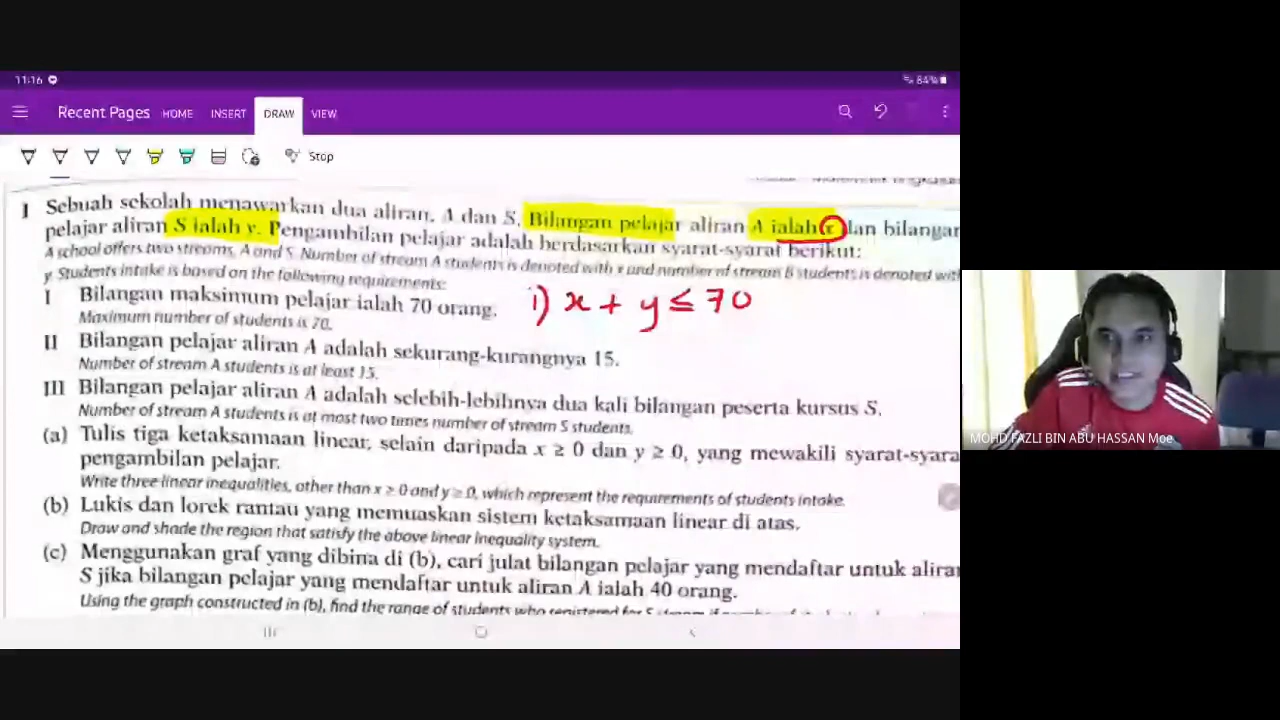 11:16
84%
Recent Pages HOME INSERT DRAW VIEW
Stop
1 Sebuah sekolah menawarkan dua aliran, A dan S. Bilangan pelajar aliran A ialah x dan bilangan
pelajar aliran S ialah y. Pengambilan pelajar adalah berdasarkan syarat-syarat berikut:
A school offers two streams, A and S. Number of stream A students is denoted with x and number of stream B students is denoted with
y. Students intake is based on the following requirements:
I Bilangan maksimum pelajar ialah 70 orang. i) x + y ≤ 70
Maximum number of students is 70.
II Bilangan pelajar aliran A adalah sekurang-kurangnya 15.
Number of stream A students is at least 15.
III Bilangan pelajar aliran A adalah selebih-lebihnya dua kali bilangan peserta kursus S.
Number of stream A students is at most two times number of stream S students.
(a) Tulis tiga ketaksamaan linear, selain daripada x ≥ 0 dan y ≥ 0, yang mewakili syarat-syara
pengambilan pelajar.
Write three linear inequalities, other than x ≥ 0 and y ≥ 0, which represent the requirements of students intake.
(b) Lukis dan lorek rantau yang memuaskan sistem ketaksamaan linear di atas.
Draw and shade the region that satisfy the above linear inequality system.
(c) Menggunakan graf yang dibina di (b), cari julat bilangan pelajar yang mendaftar untuk alira
S jika bilangan pelajar yang mendaftar untuk aliran A ialah 40 orang.
Using the graph constructed in (b), find the range of students who registered for S stream if number of
MOHD FAZLI BIN ABU HASSAN Moe